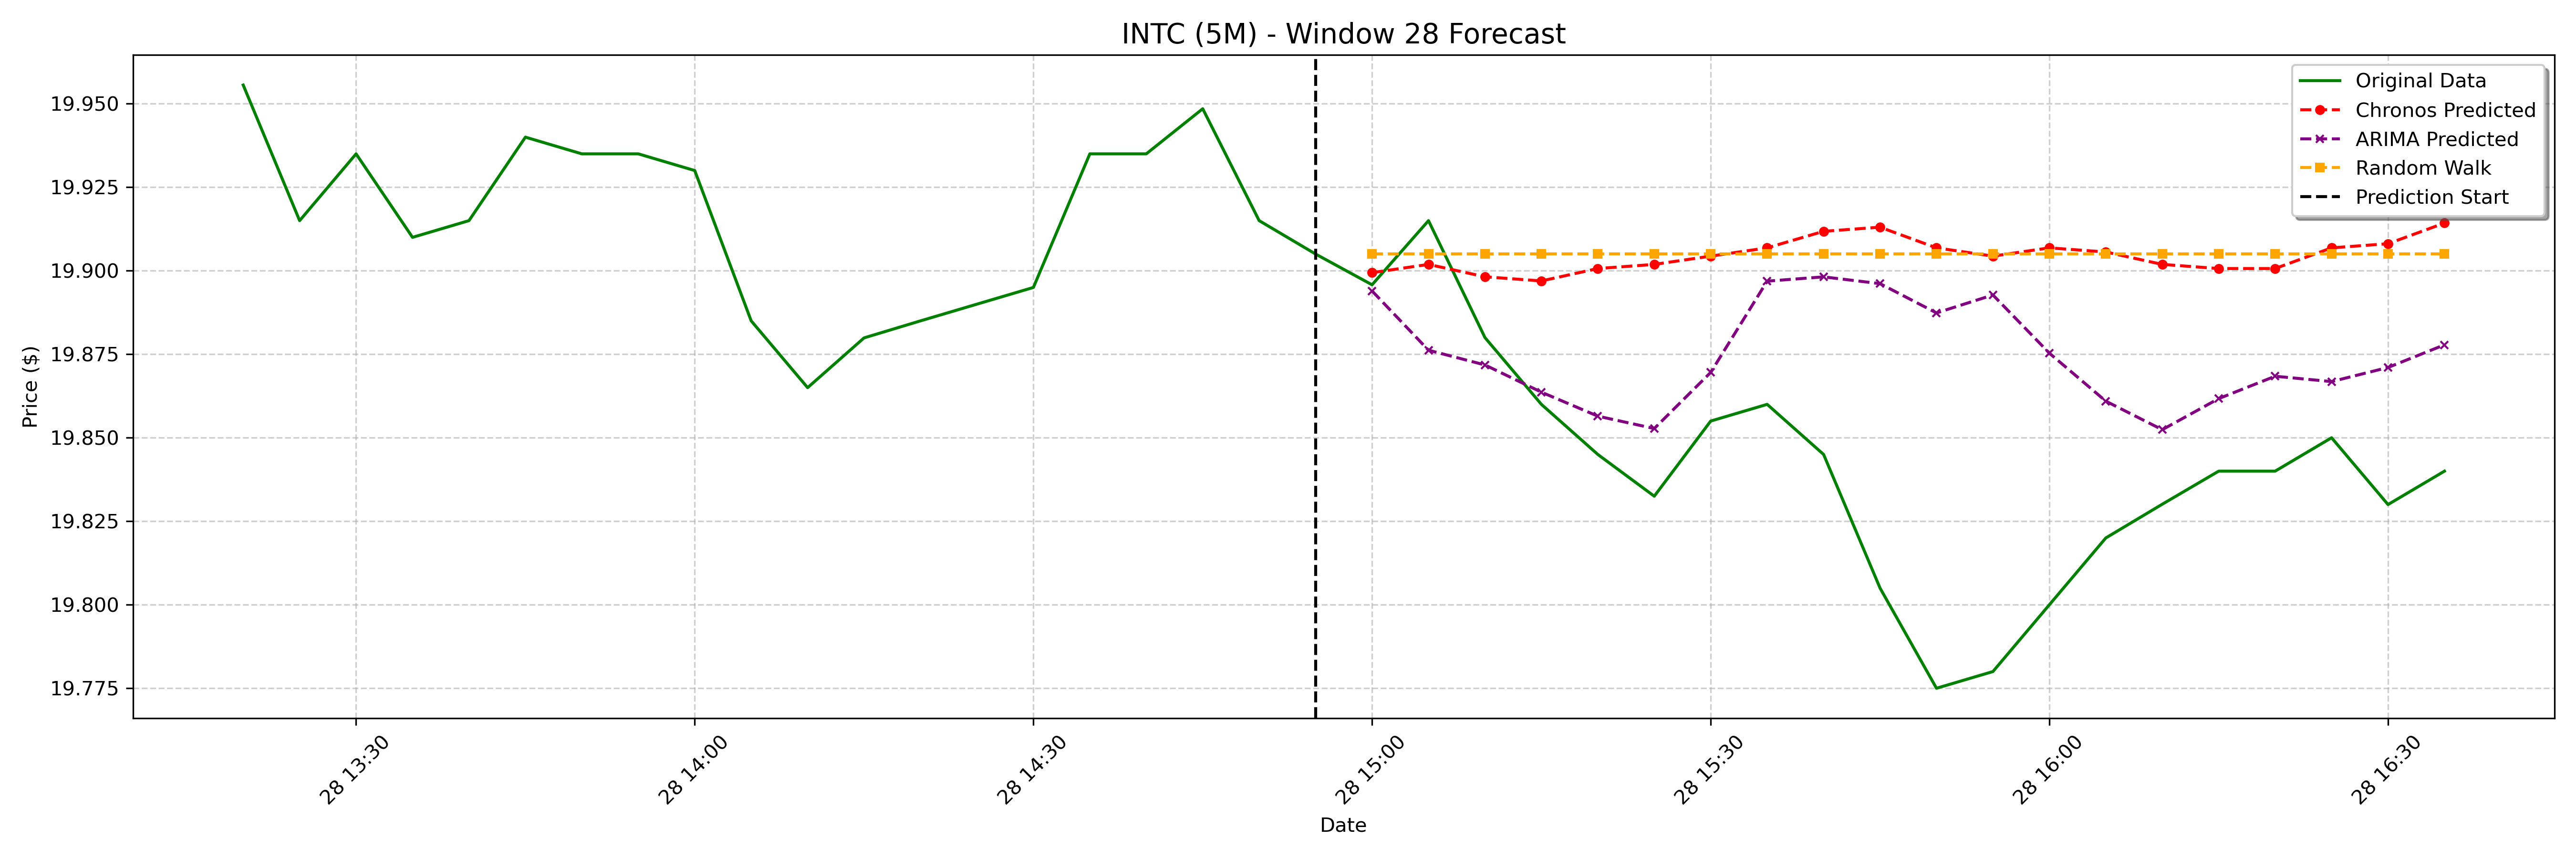 INTC (5M) - Window 28 Forecast
Original Data
Chronos Predicted
ARIMA Predicted
Random Walk
Prediction Start
Price ($)
19.950
19.925
19.900
19.875
19.850
19.825
19.800
19.775
28 13:30
28 14:00
28 14:30
28 15:00
28 15:30
28 16:00
28 16:30
Date